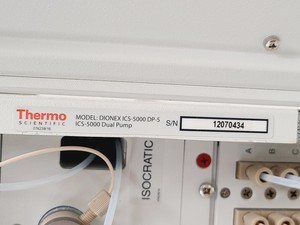 Thermo
SCIENTIFIC
MODEL: DIONEX ICS-5000 DP-5
ICS-5000 Dual Pump
S/N 12070434
ISOCRATIC
A B C